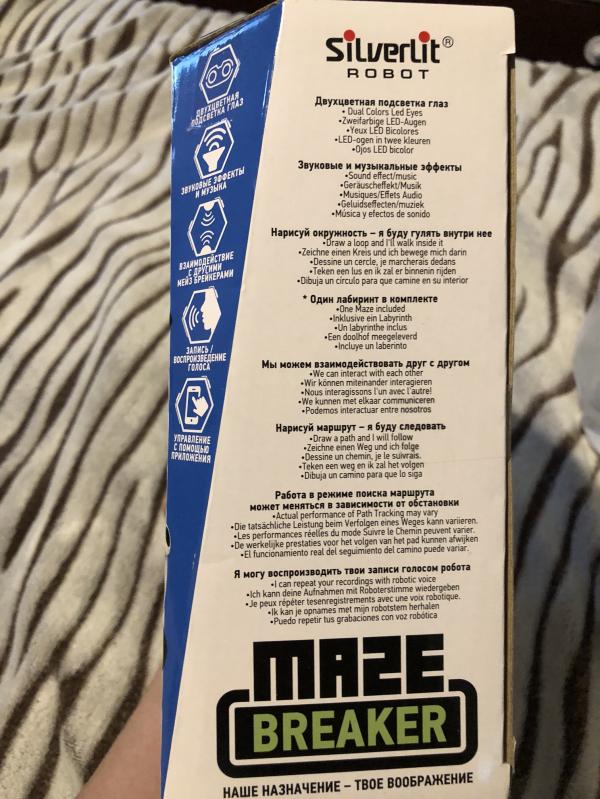 Silverlit®
ROBOT
Двухцветная подсветка глаз
•Dual Colors Led Eyes
•Zweifarbige LED-Augen
•Yeux LED Bicolores
•LED-ogen in twee kleuren
•Ojos LED bicolor
Звуковые и музыкальные эффекты
•Sound effect/music
•Geräuscheffekt/Musik
•Musiques/Effets Audio
•Geluidseffecten/muziek
•Música y efectos de sonido
Нарисуй окружность – я буду гулять внутри нее
•Draw a loop and I'll walk inside it
•Zeichne einen Kreis und ich bewege mich darin
•Dessine un cercle, je marcherais dedans
•Teken een lus en ik zal er binnenin rijden
•Dibuja un círculo para que camine en su interior
* Один лабиринт в комплекте
•One Maze included
•Inklusive ein Labyrinth
•Un labyrinthe inclus
•Een doolhof meegeleverd
•Incluye un laberinto
Мы можем взаимодействовать друг с другом
•We can interact with each other
•Wir können miteinander interagieren
•Nous interagissons l'un avec l'autre!
•We kunnen met elkaar communiceren
•Podemos interactuar entre nosotros
Нарисуй маршрут – я буду следовать
•Draw a path and I will follow
•Zeichne einen Weg und ich folge
•Dessine un chemin, je le suivrais.
•Teken een weg en ik zal het volgen
•Dibuja un camino para que lo siga
Работа в режиме поиска маршрута
может меняться в зависимости от обстановки
•Actual performance of Path Tracking may vary
•Die tatsächliche Leistung beim Verfolgen eines Weges kann variieren.
•Les performances réelles du mode Suivre le Chemin peuvent varier.
•De werkelijke prestaties voor het volgen van het pad kunnen afwijken
•El funcionamiento real del seguimiento del camino puede variar.
Я могу воспроизводить твои записи голосом робота
•I can repeat your recordings with robotic voice
•Ich kann deine Aufnahmen mit Roboterstimme wiedergeben
•Je peux répéter tesenregistrements avec une voix robotique.
•Ik kan je opnames met mijn robotstem herhalen
•Puedo repetir tus grabaciones con voz robótica
MAZE
BREAKER
НАШЕ НАЗНАЧЕНИЕ – ТВОЕ ВООБРАЖЕНИЕ
ДВУХЦВЕТНАЯ
ПОДСВЕТКА ГЛАЗ
ЗВУКОВЫЕ ЭФФЕКТЫ
И МУЗЫКА
ВЗАИМОДЕЙСТВИЕ
С ДРУГИМИ
МЕЙЗ БРЕЙКЕРАМИ
ЗАПИСЬ /
ВОСПРОИЗВЕДЕНИЕ
ГОЛОСА
УПРАВЛЕНИЕ
С ПОМОЩЬЮ
ПРИЛОЖЕНИЯ